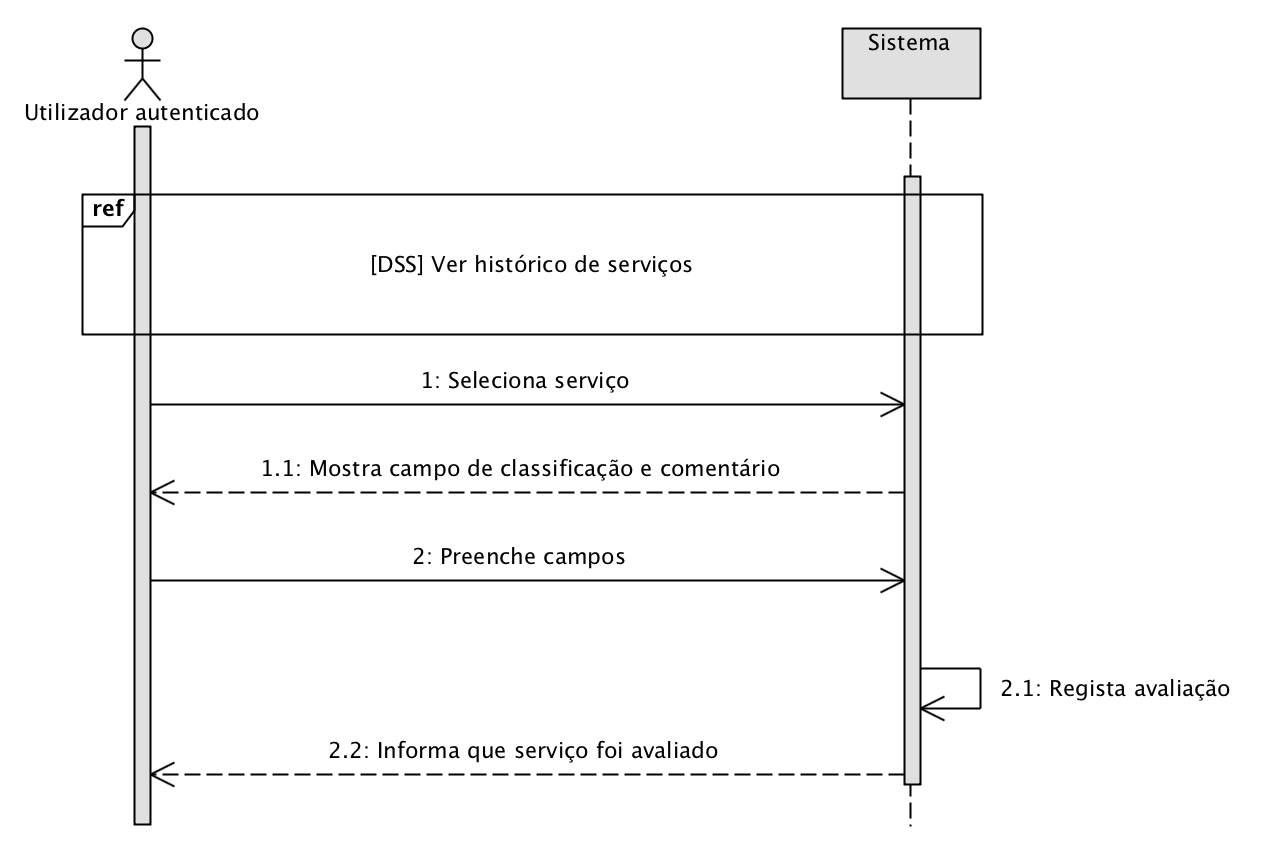 Utilizador autenticado
Sistema
ref
[DSS] Ver histórico de serviços
1: Seleciona serviço
1.1: Mostra campo de classificação e comentário
2: Preenche campos
2.1: Regista avaliação
2.2: Informa que serviço foi avaliado